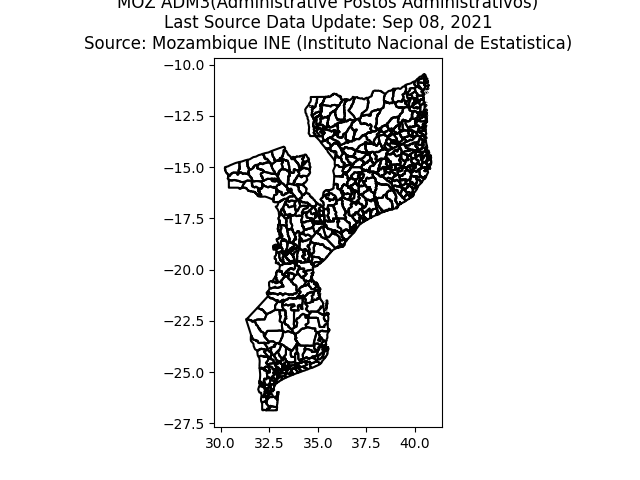 MOZ ADM3(Administrative Postos Administrativos)
Last Source Data Update: Sep 08, 2021
Source: Mozambique INE (Instituto Nacional de Estatistica)
−10.0
−12.5
−15.0
−17.5
−20.0
−22.5
−25.0
−27.5
30.0 32.5 35.0 37.5 40.0